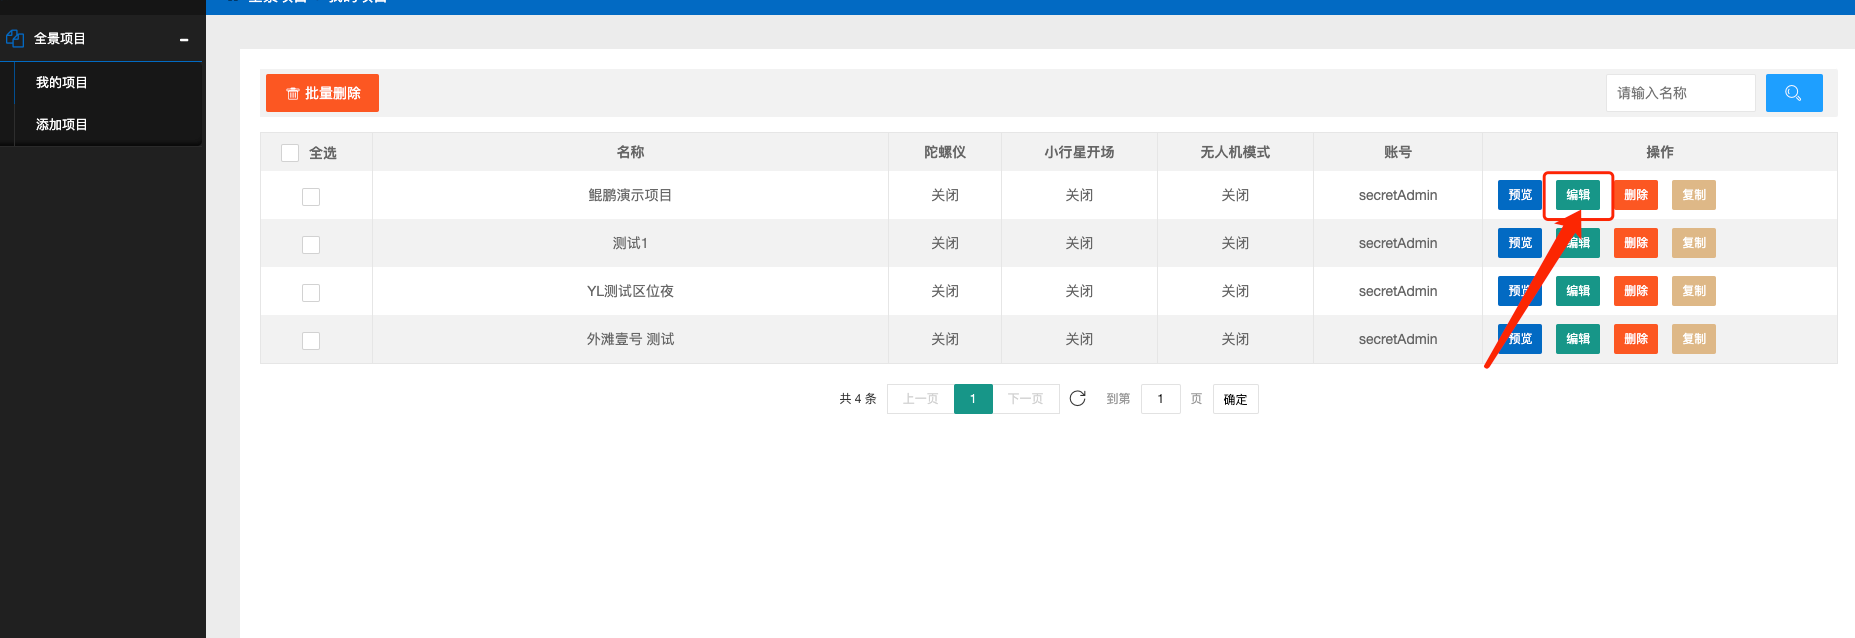 全景项目
我的项目
添加项目
批量删除
请输入名称
全选 名称 陀螺仪 小行星开场 无人机模式 账号 操作
鲲鹏演示项目 关闭 关闭 关闭 secretAdmin 预览 编辑 删除 复制
测试1 关闭 关闭 关闭 secretAdmin 预览 编辑 删除 复制
YL测试区位夜 关闭 关闭 关闭 secretAdmin 预览 编辑 删除 复制
外滩壹号 测试 关闭 关闭 关闭 secretAdmin 预览 编辑 删除 复制
共 4 条 上一页 1 下一页 到第 1 页 确定